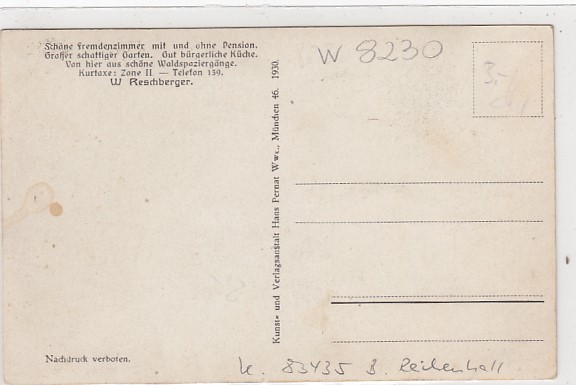 Schöne Fremdenzimmer mit und ohne Pension.
Großer schattiger Garten. Gut bürgerliche Küche.
Von hier aus schöne Waldspaziergänge.
Kurtaxe: Zone II. — Telefon 139.
W Reschberger.
W 8230
3,-
Kunst- und Verlagsanstalt Hans Pernat Wwe., München 46. 1930.
Nachdruck verboten.
83435 B. Reichenhall